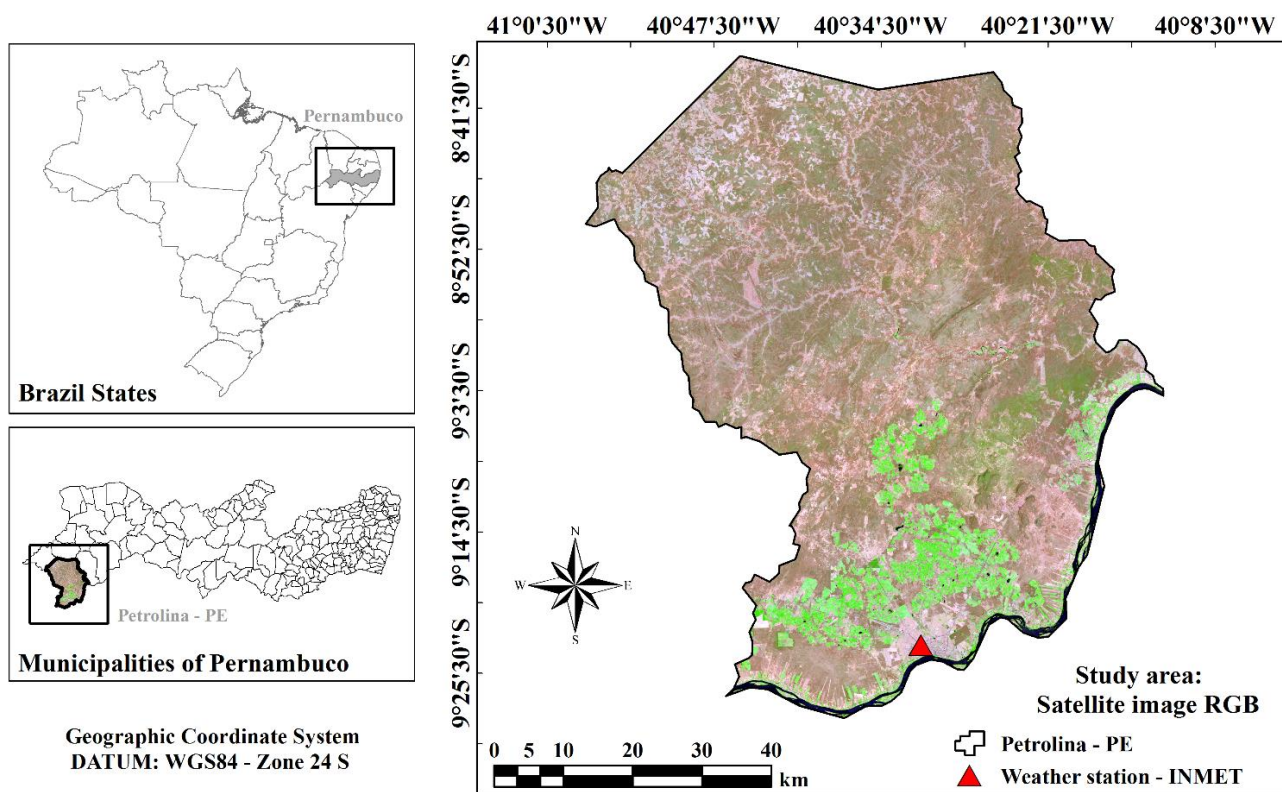 Pernambuco
Brazil States
Petrolina - PE
Municipalities of Pernambuco
Geographic Coordinate System
DATUM: WGS84 - Zone 24 S
41°0'30"W 40°47'30"W 40°34'30"W 40°21'30"W 40°8'30"W
8°41'30"S
8°52'30"S
9°3'30"S
9°14'30"S
9°25'30"S
N
W E
S
0 5 10 20 30 40
km
Study area:
Satellite image RGB
Petrolina - PE
Weather station - INMET